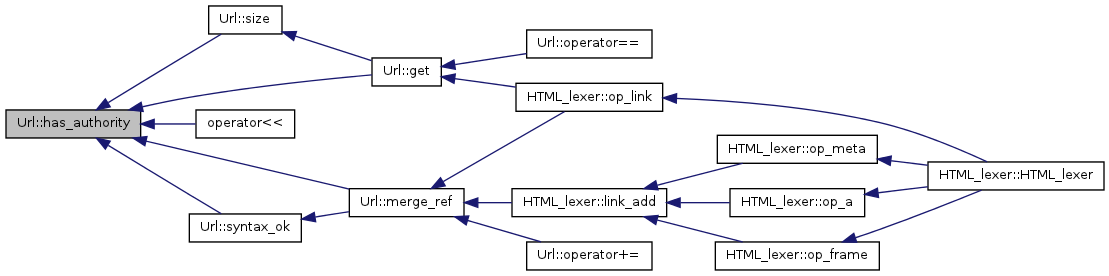 Url::size
Url::operator==
Url::get
HTML_lexer::op_link
Url::has_authority
operator<<
HTML_lexer::op_meta
HTML_lexer::HTML_lexer
Url::merge_ref
HTML_lexer::link_add
HTML_lexer::op_a
Url::syntax_ok
Url::operator+=
HTML_lexer::op_frame